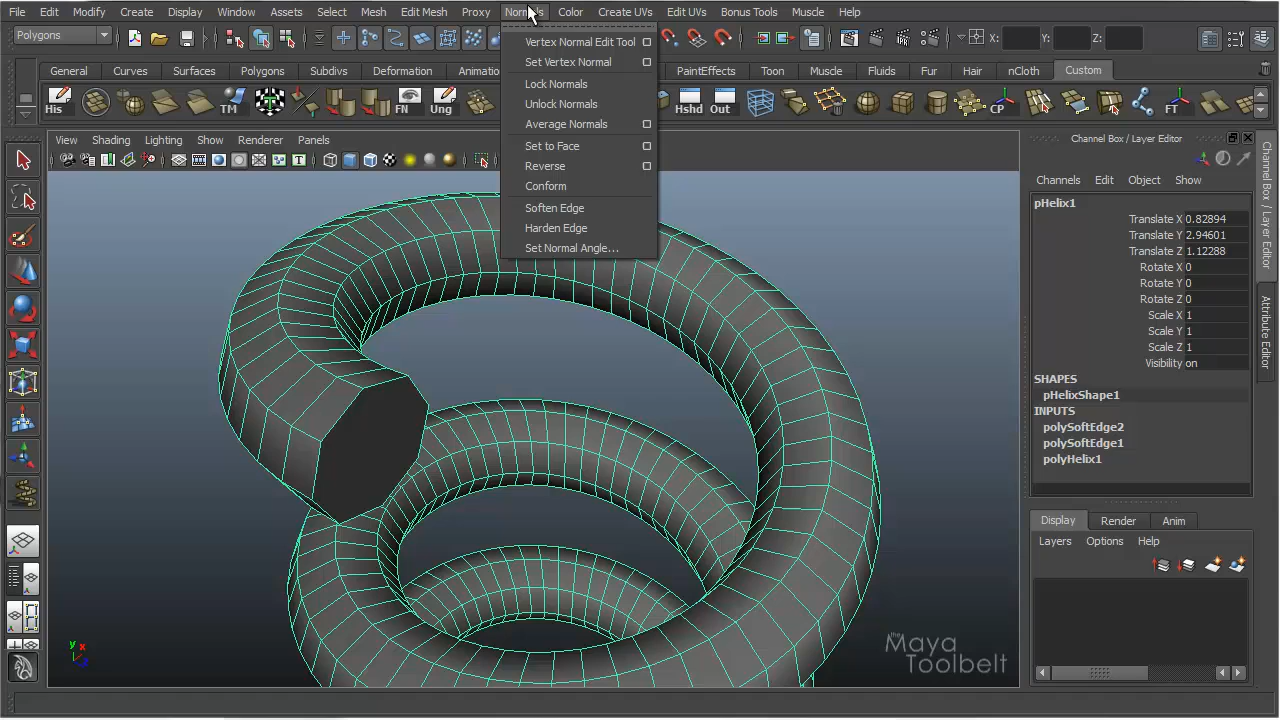 File Edit Modify Create Display Window Assets Select Mesh Edit Mesh Proxy Normals Color Create UVs Edit UVs Bonus Tools Muscle Help
Polygons
X: Y: Z:
General Curves Surfaces Polygons Subdivs Deformation Animation PaintEffects Toon Muscle Fluids Fur Hair nCloth Custom
His TM FN Ung Hshd Out CP FT
Vertex Normal Edit Tool
Set Vertex Normal
Lock Normals
Unlock Normals
Average Normals
Set to Face
Reverse
Conform
Soften Edge
Harden Edge
Set Normal Angle...
View Shading Lighting Show Renderer Panels
Channel Box / Layer Editor
Channels Edit Object Show
pHelix1
Translate X 0.82894
Translate Y 2.94601
Translate Z 1.12288
Rotate X 0
Rotate Y 0
Rotate Z 0
Scale X 1
Scale Y 1
Scale Z 1
Visibility on
SHAPES
pHelixShape1
INPUTS
polySoftEdge2
polySoftEdge1
polyHelix1
Display Render Anim
Layers Options Help
Channel Box / Layer Editor
Attribute Editor
y x
z
the Maya
Toolbelt